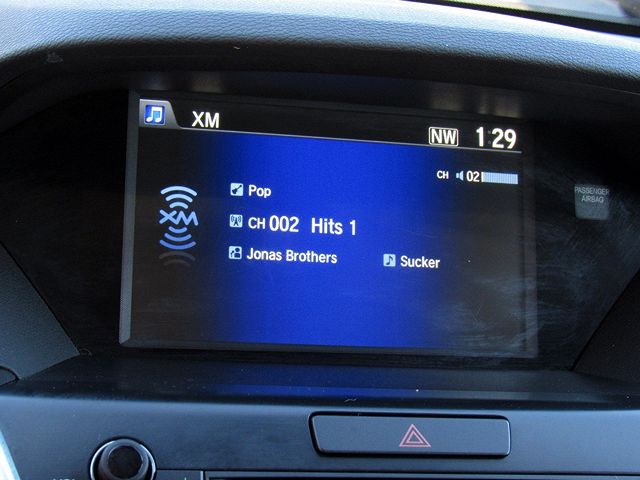 XM
NW 1:29
CH 02
PASSENGER
AIRBAG
Pop
XM
CH 002 Hits 1
Jonas Brothers Sucker